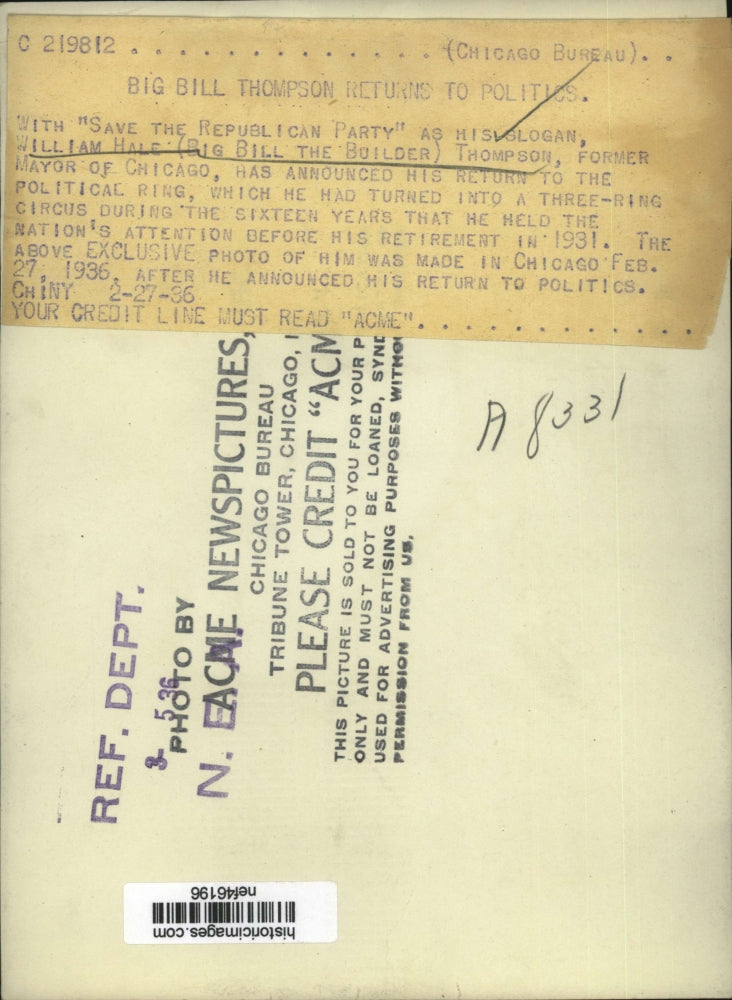 C 219812 . . . . . . . . . . . . . . (CHICAGO BUREAU). .
BIG BILL THOMPSON RETURNS TO POLITICS.
WITH "SAVE THE REPUBLICAN PARTY" AS HIS SLOGAN,
WILLIAM HALE (BIG BILL THE BUILDER) THOMPSON, FORMER
MAYOR OF CHICAGO, HAS ANNOUNCED HIS RETURN TO THE
POLITICAL RING, WHICH HE HAD TURNED INTO A THREE-RING
CIRCUS DURING THE SIXTEEN YEARS THAT HE HELD THE
NATION'S ATTENTION BEFORE HIS RETIREMENT IN 1931. THE
ABOVE EXCLUSIVE PHOTO OF HIM WAS MADE IN CHICAGO FEB.
27, 1936, AFTER HE ANNOUNCED HIS RETURN TO POLITICS.
CHINY 2-27-36
YOUR CREDIT LINE MUST READ "ACME". . . . . . . . . . . .
A 8331
REF. DEPT.
3- 5 36
N. E. A.
PHOTO BY
ACME NEWSPICTURES,
CHICAGO BUREAU
TRIBUNE TOWER, CHICAGO, I
PLEASE CREDIT "ACM
THIS PICTURE IS SOLD TO YOU FOR YOUR P
ONLY AND MUST NOT BE LOANED, SYND
USED FOR ADVERTISING PURPOSES WITHOU
PERMISSION FROM US.
historicimages.com
nef46196